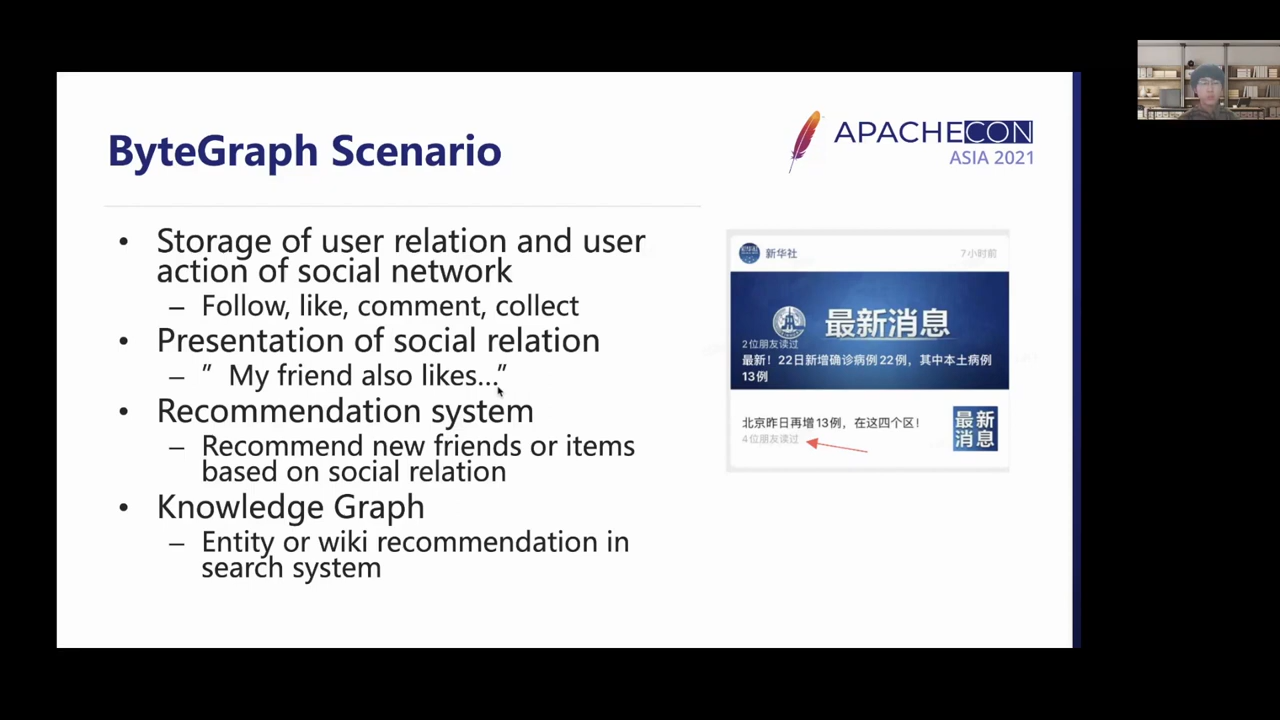 ByteGraph Scenario
APACHECON
ASIA 2021
• Storage of user relation and user
action of social network
– Follow, like, comment, collect
• Presentation of social relation
– ” My friend also likes...”
• Recommendation system
– Recommend new friends or items
based on social relation
• Knowledge Graph
– Entity or wiki recommendation in
search system
新华社
7小时前
最新消息
2位朋友读过
最新！22日新增确诊病例22例，其中本土病例
13例
北京昨日再增13例，在这四个区！
4位朋友读过
最新
消息